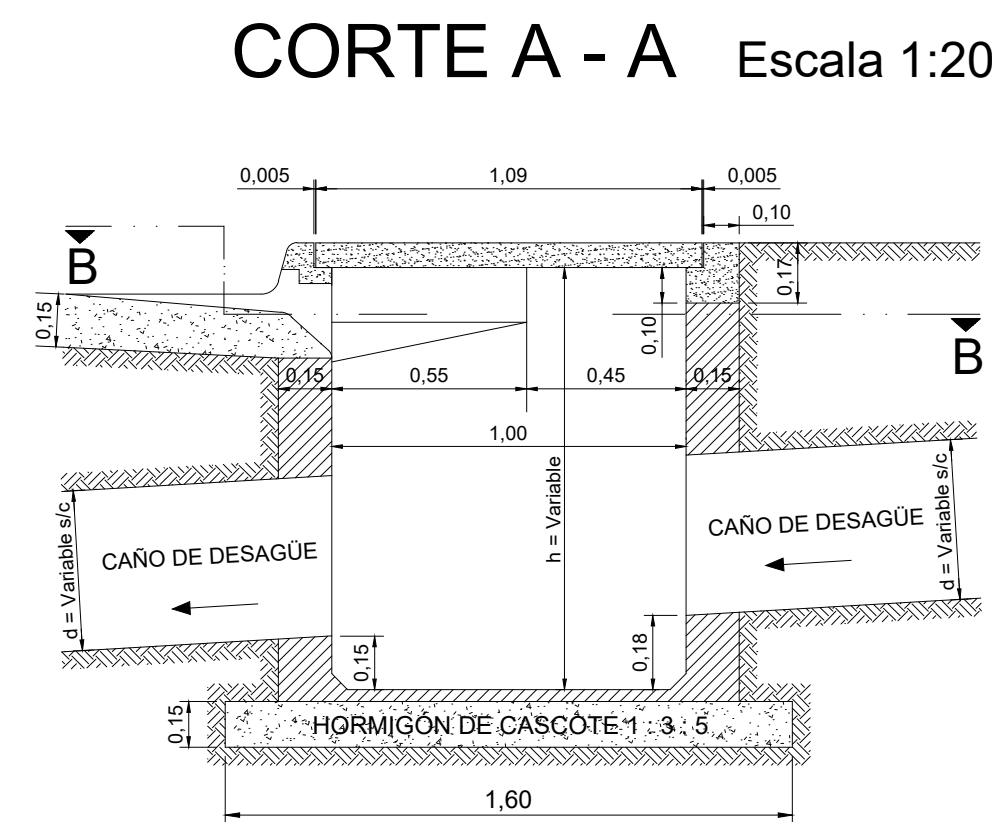 CORTE A - A Escala 1:20
0,005 1,09 0,005
0,10
B
0,17
0,15
0,10
B
0,15 0,55 0,45 0,15
1,00
h = Variable
d = Variable s/c
CAÑO DE DESAGÜE
CAÑO DE DESAGÜE
d = Variable s/c
0,15
0,18
0,15
HORMIGÓN DE CASCOTE 1 : 3 : 5
1,60